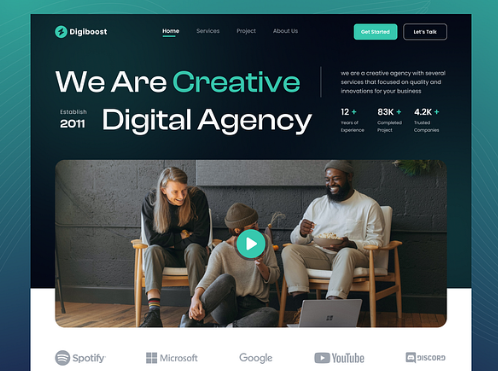 Digiboost
Home Services Project About Us
Get Started
Let's Talk
We Are Creative
Digital Agency
Establish
2011
we are a creative agency with several
services that focused on quality and
innovations for your business
12 +
Years of
Experience
83K +
Completed
Project
4.2K +
Trusted
Companies
Spotify
Microsoft
Google
YouTube
DISCORD